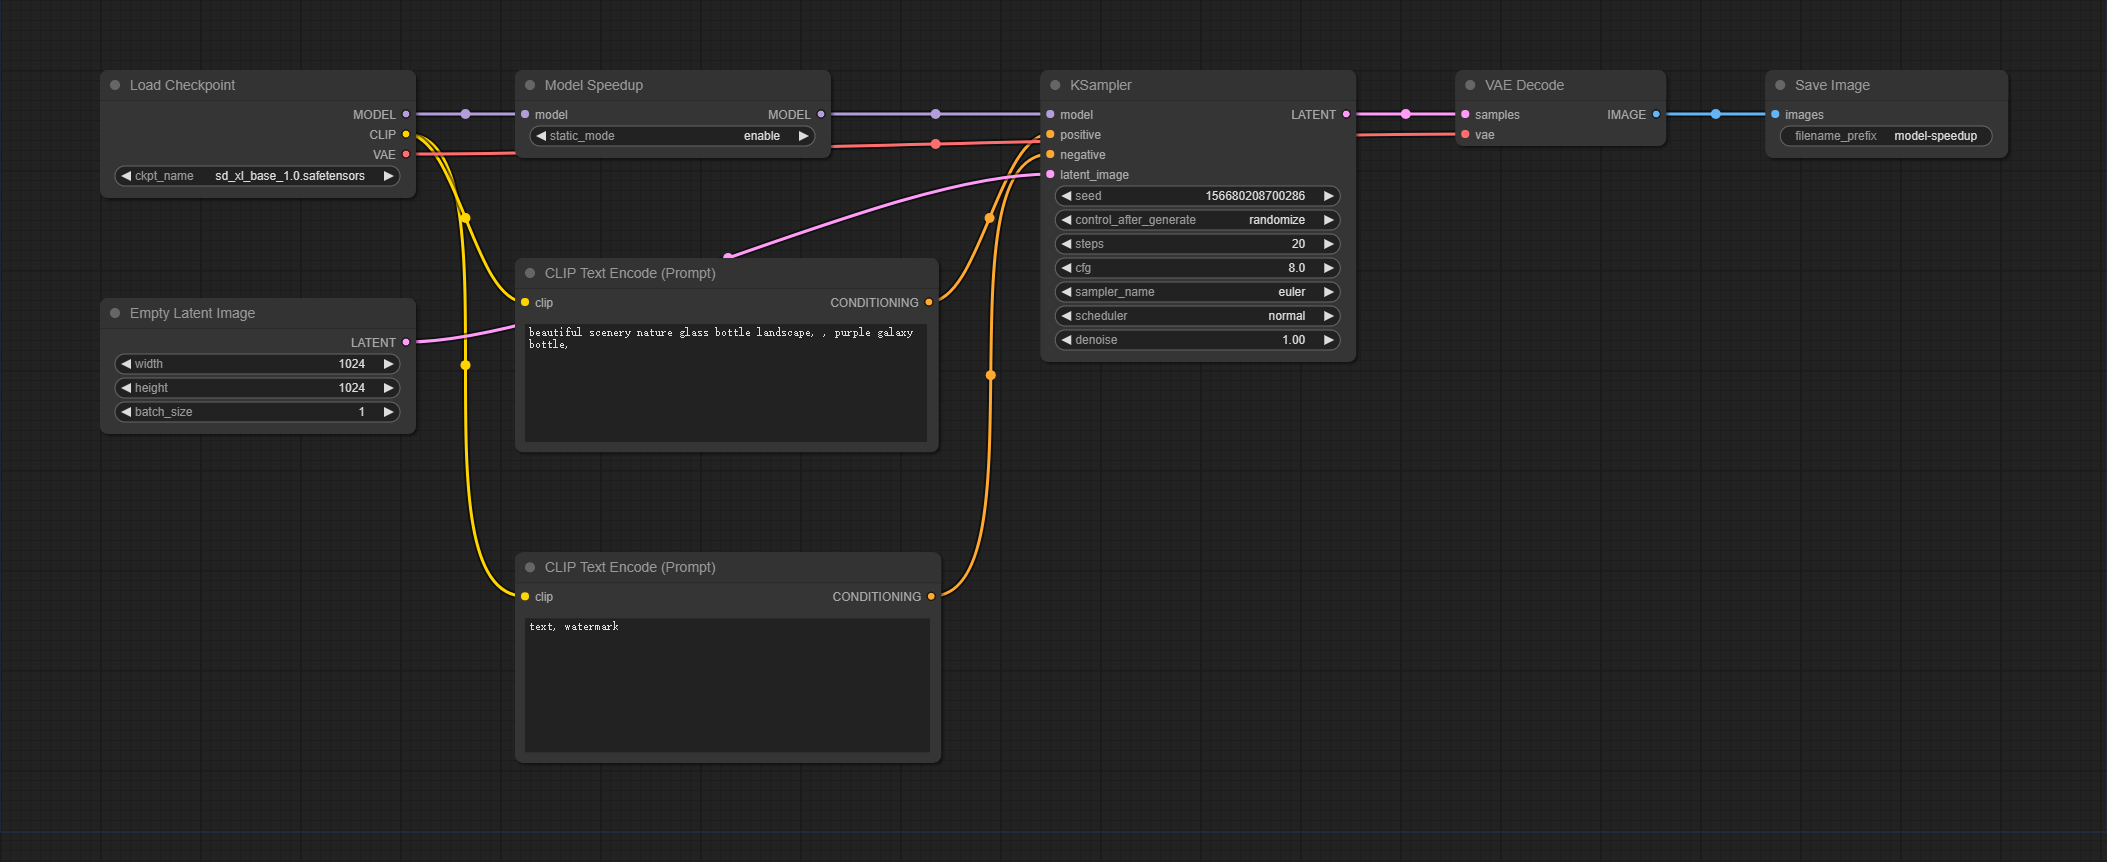 Load Checkpoint
MODEL
CLIP
VAE
ckpt_name sd_xl_base_1.0.safetensors
Model Speedup
model MODEL
static_mode enable
KSampler
model LATENT
positive
negative
latent_image
seed 156680208700286
control_after_generate randomize
steps 20
cfg 8.0
sampler_name euler
scheduler normal
denoise 1.00
VAE Decode
samples IMAGE
vae
Save Image
images
filename_prefix model-speedup
Empty Latent Image
LATENT
width 1024
height 1024
batch_size 1
CLIP Text Encode (Prompt)
clip CONDITIONING
beautiful scenery nature glass bottle landscape, , purple galaxy
bottle,
CLIP Text Encode (Prompt)
clip CONDITIONING
text, watermark